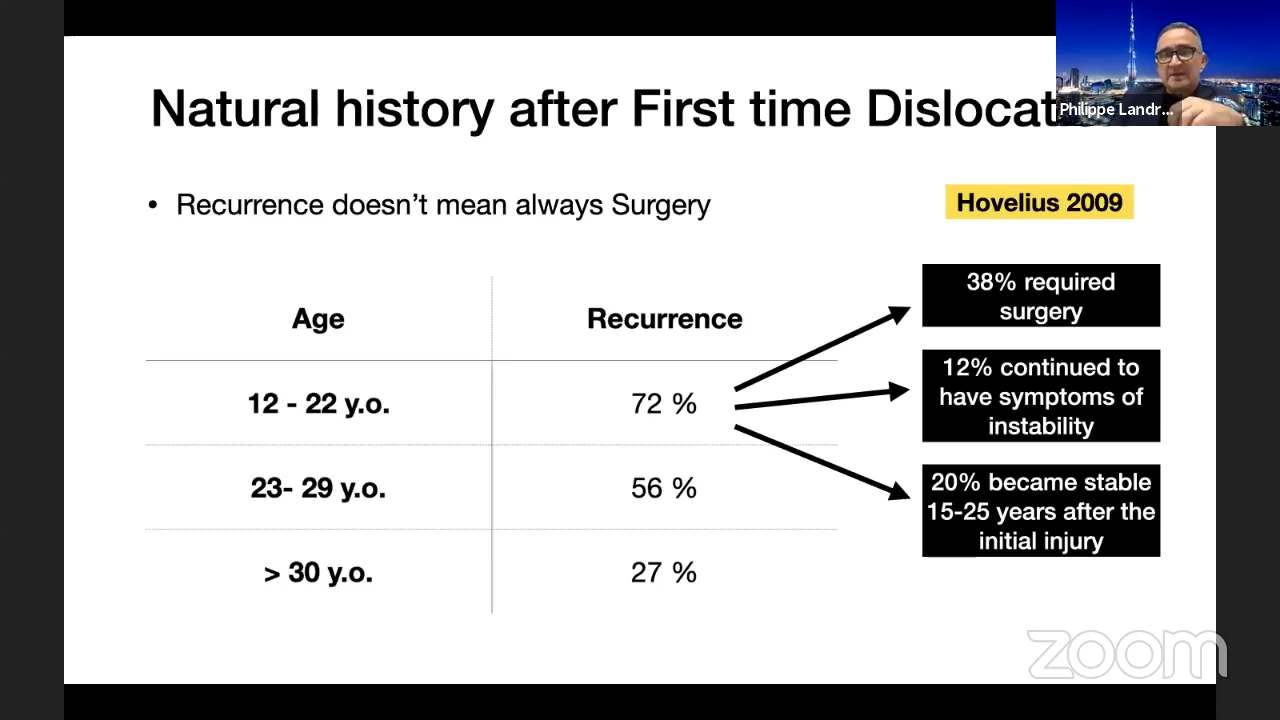 Natural history after First time Dislocat
Philippe Landr...
• Recurrence doesn’t mean always Surgery
Hovelius 2009
Age
Recurrence
12 - 22 y.o.
72 %
23- 29 y.o.
56 %
> 30 y.o.
27 %
38% required
surgery
12% continued to
have symptoms of
instability
20% became stable
15-25 years after the
initial injury
zoom